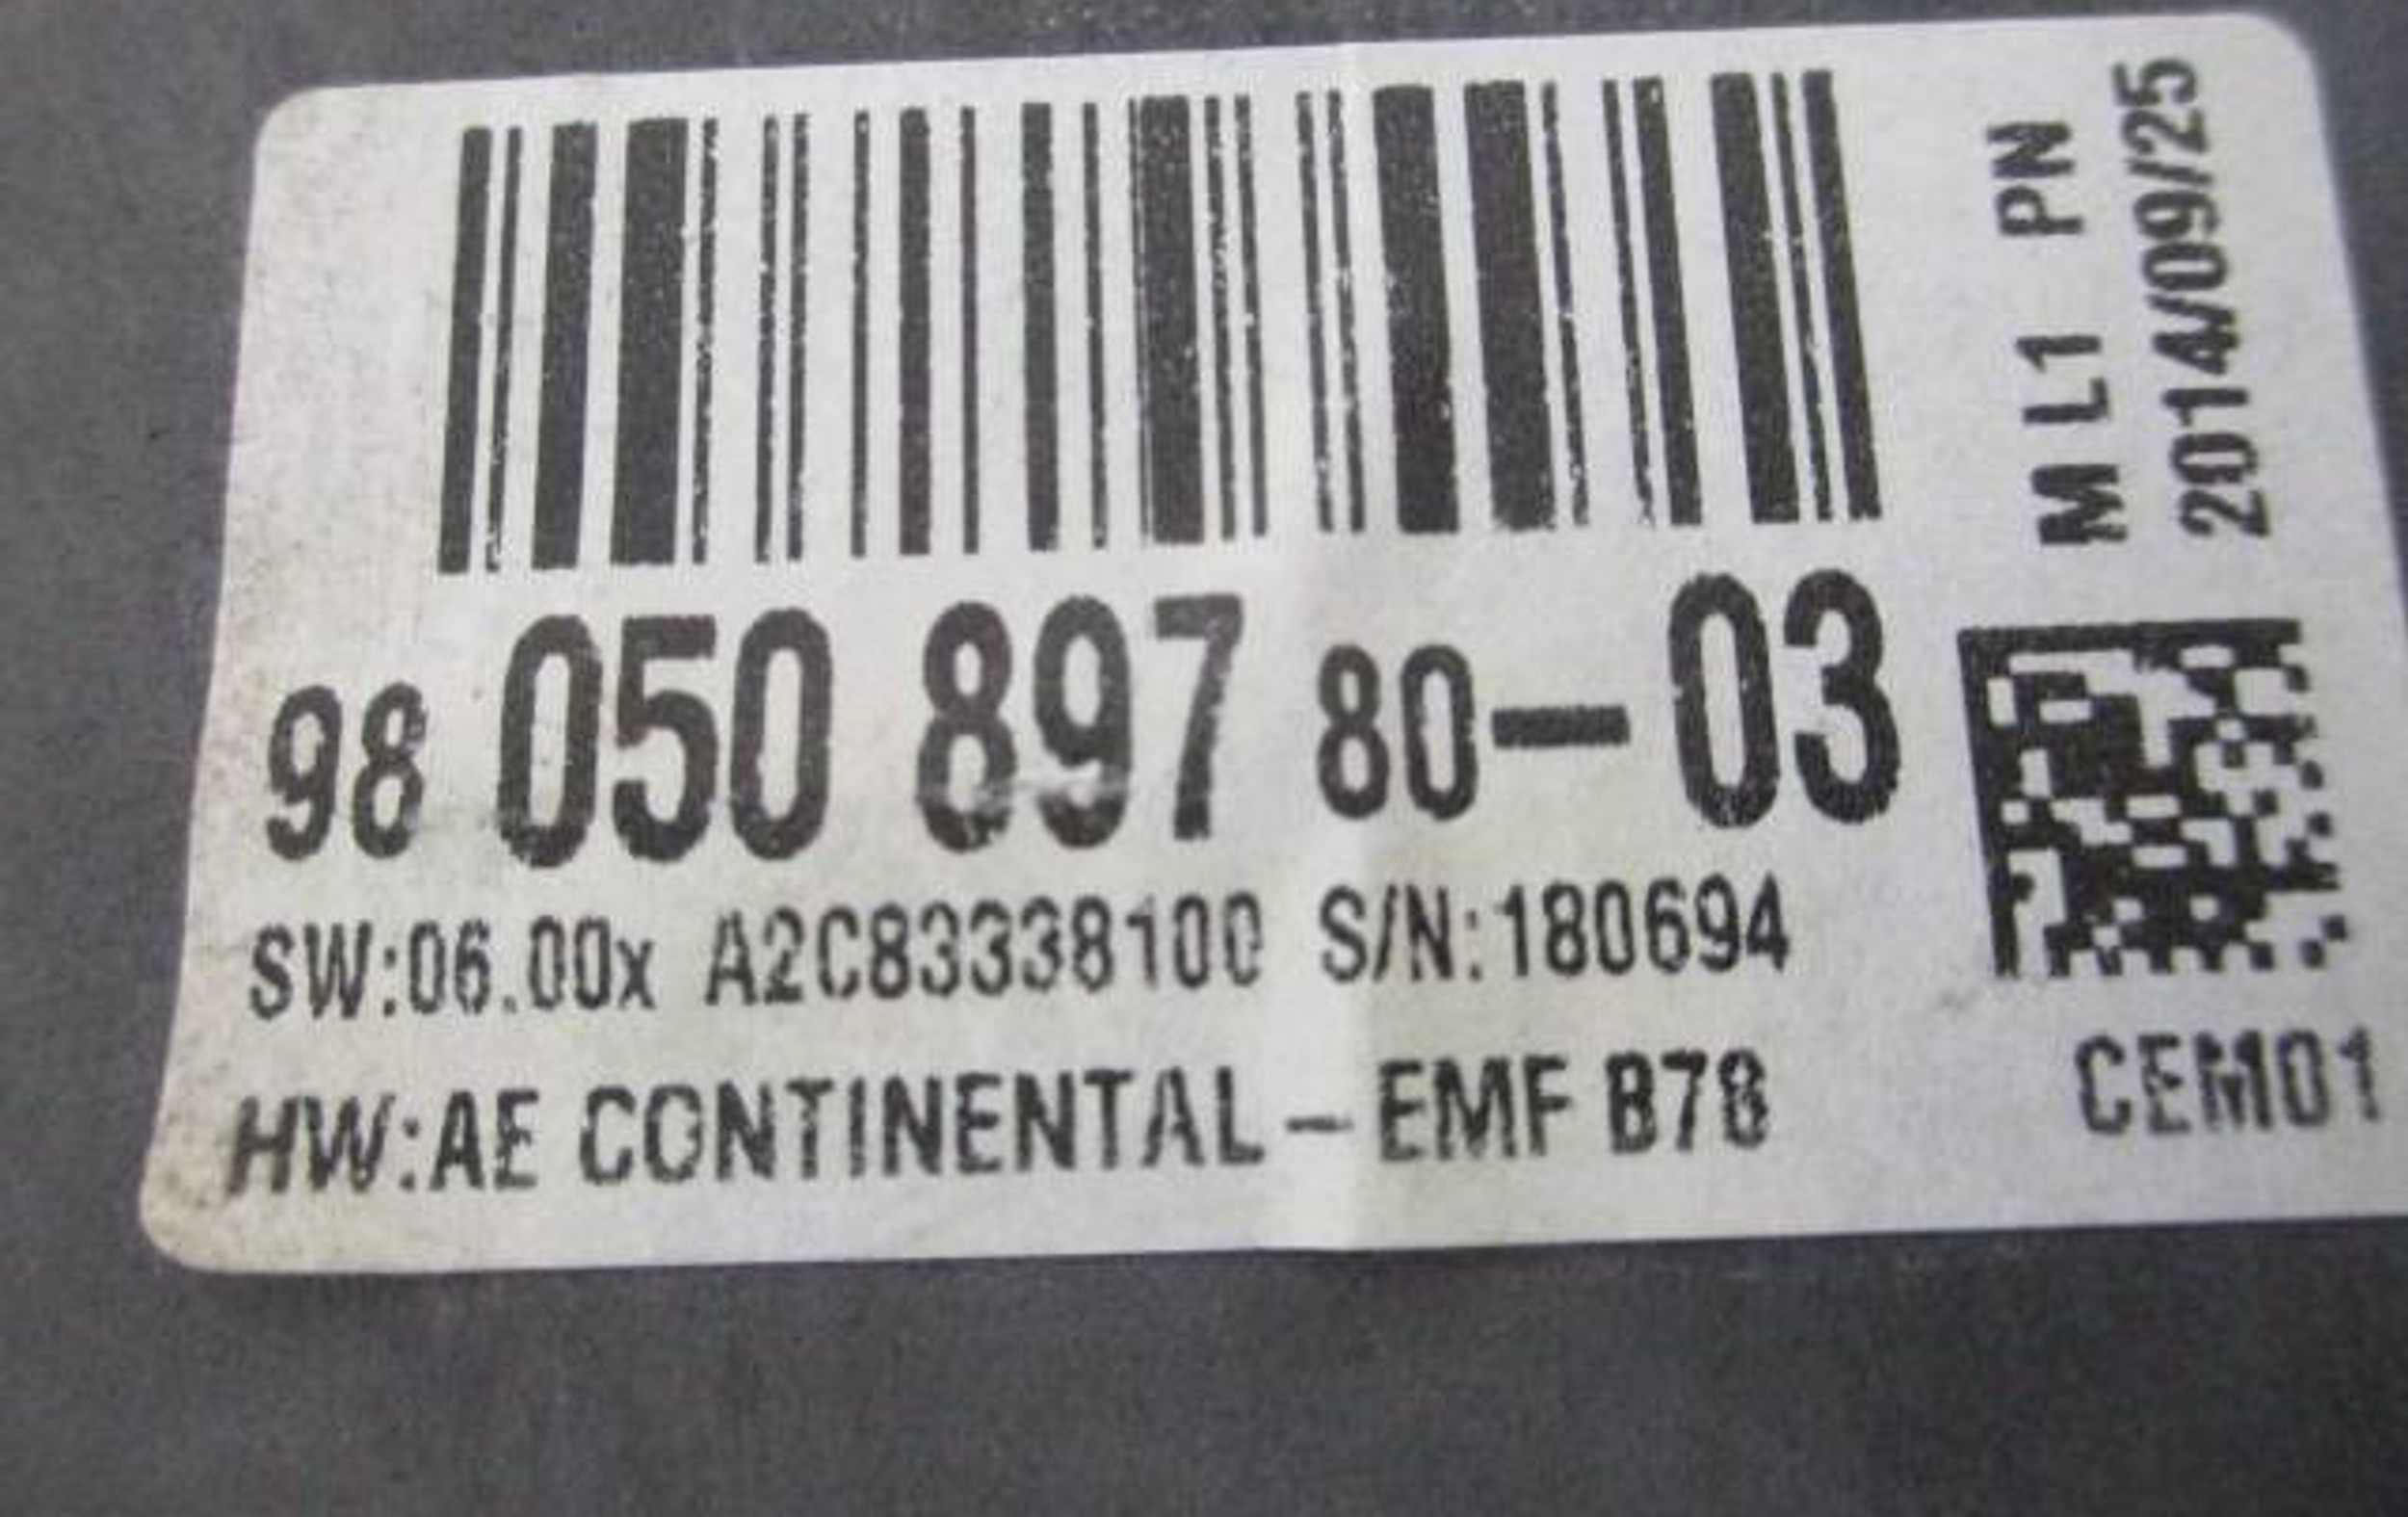 98 050 897 80-03
SW:06.00x A2C83338100 S/N:180694
HW:AE CONTINENTAL - EMF B78
M L1 PN
2014/09/25
CEM01